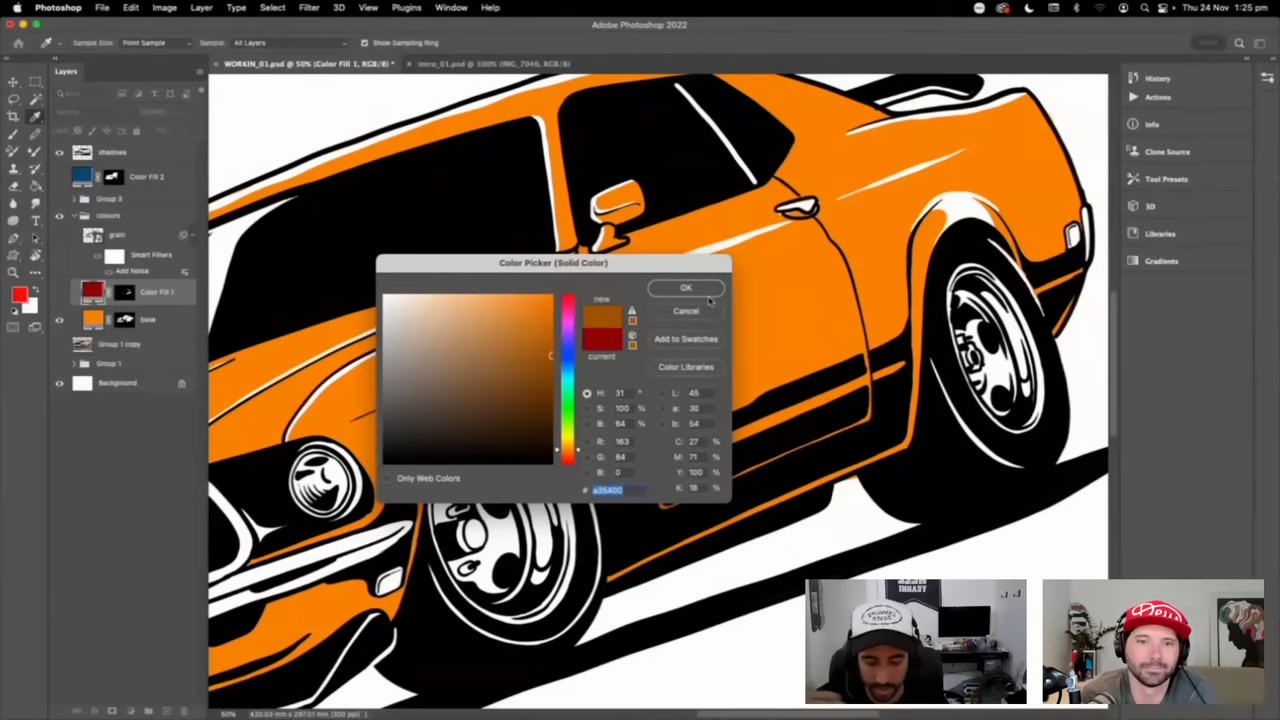 Photoshop File Edit Image Layer Type Select Filter 3D View Plugins Window Help
Thu 24 Nov 1:25 pm
Adobe Photoshop 2022
Sample Size: Point Sample Sample: All Layers Show Sampling Ring
WORKIN_01.psd @ 50% (Color Fill 1, RGB/8) *
intro_01.psd @ 100% (IMG_7040, RGB/8)
Layers
shadows
Color Fill 2
Group 3
colours
grain
Smart Filters
Add Noise
Color Fill 1
base
Group 1 copy
Group 1
Background
Color Picker (Solid Color)
new
current
OK
Cancel
Add to Swatches
Color Libraries
H: 31 °
S: 100 %
B: 64 %
R: 163
G: 84
B: 0
# a35400
L: 45
a: 30
b: 54
C: 27 %
M: 71 %
Y: 100 %
K: 18 %
Only Web Colors
History
Actions
Info
Clone Source
Tool Presets
3D
Libraries
Gradients
50%
420.03 mm x 297.01 mm (300 ppi)